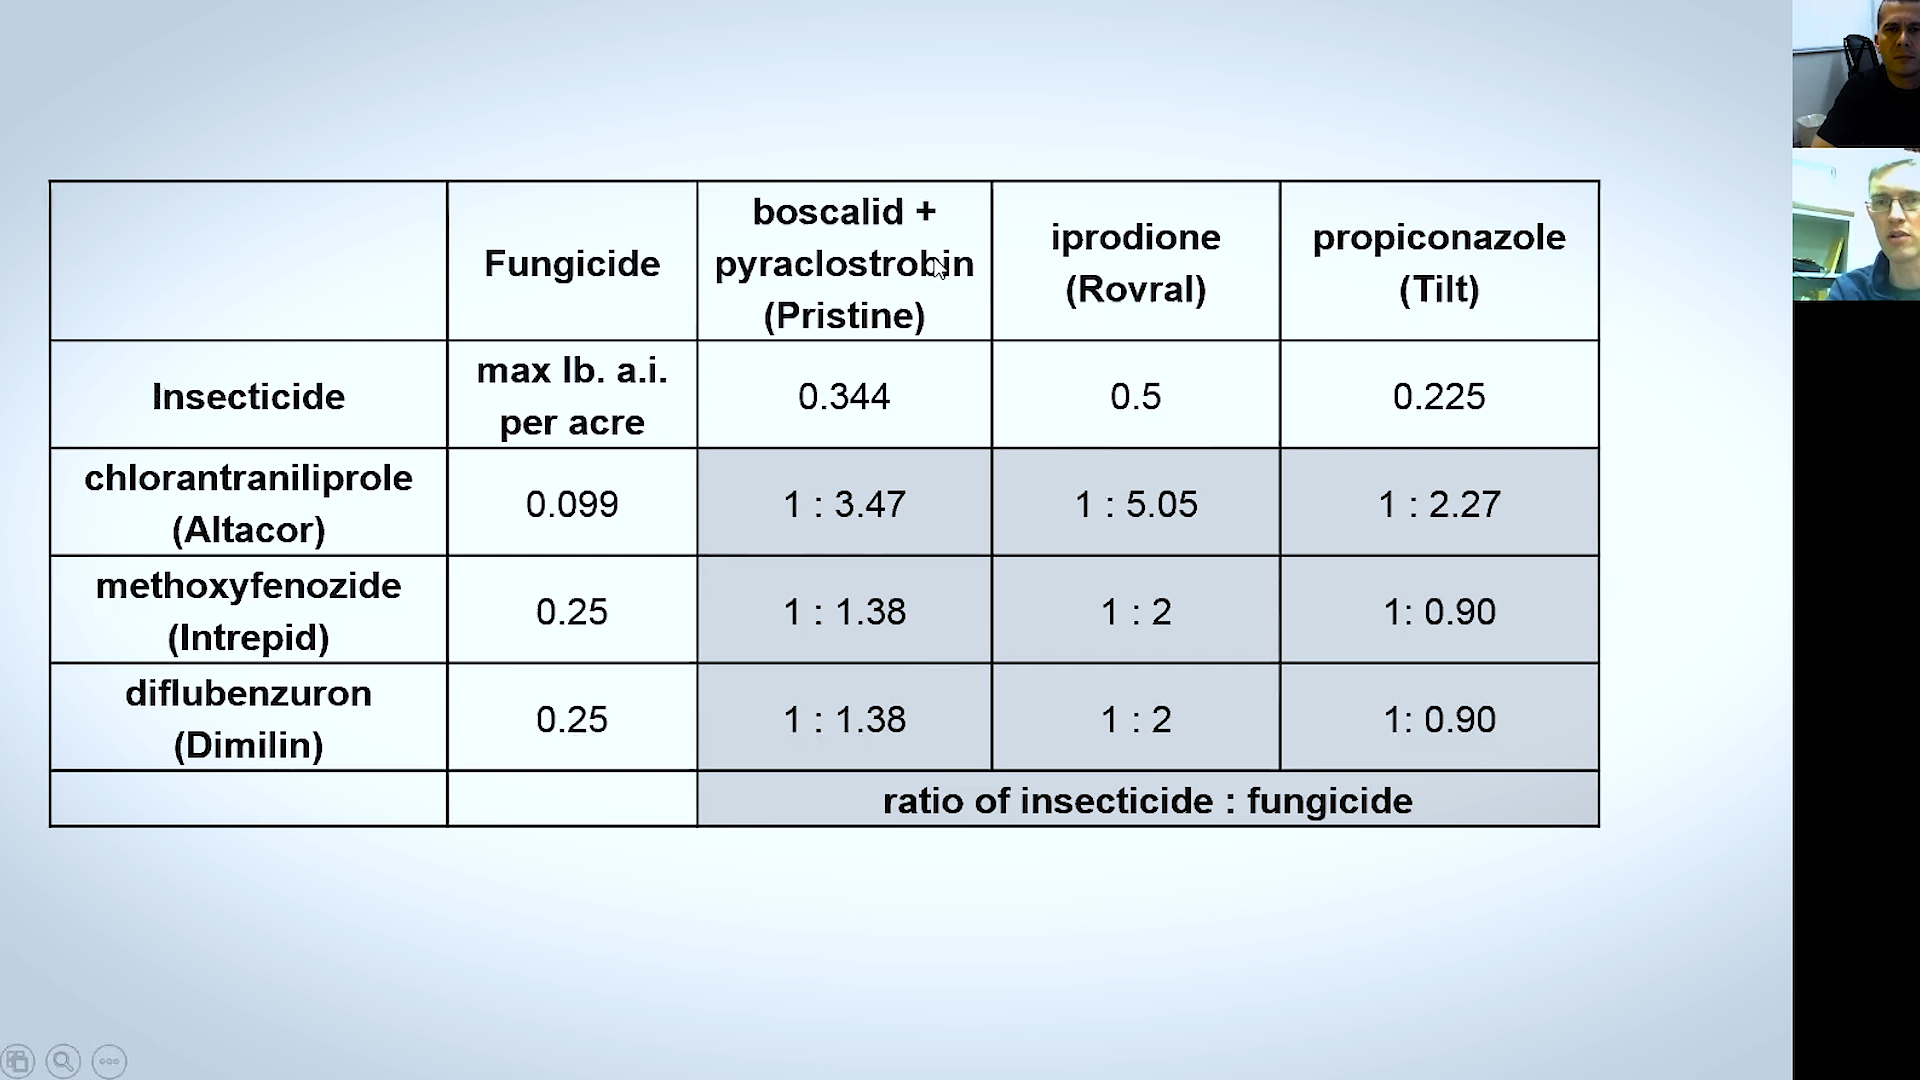 Fungicide
boscalid +
pyraclostrobin
(Pristine)
iprodione
(Rovral)
propiconazole
(Tilt)
Insecticide
max lb. a.i.
per acre
0.344
0.5
0.225
chlorantraniliprole
(Altacor)
0.099
1 : 3.47
1 : 5.05
1 : 2.27
methoxyfenozide
(Intrepid)
0.25
1 : 1.38
1 : 2
1: 0.90
diflubenzuron
(Dimilin)
0.25
1 : 1.38
1 : 2
1: 0.90
ratio of insecticide : fungicide